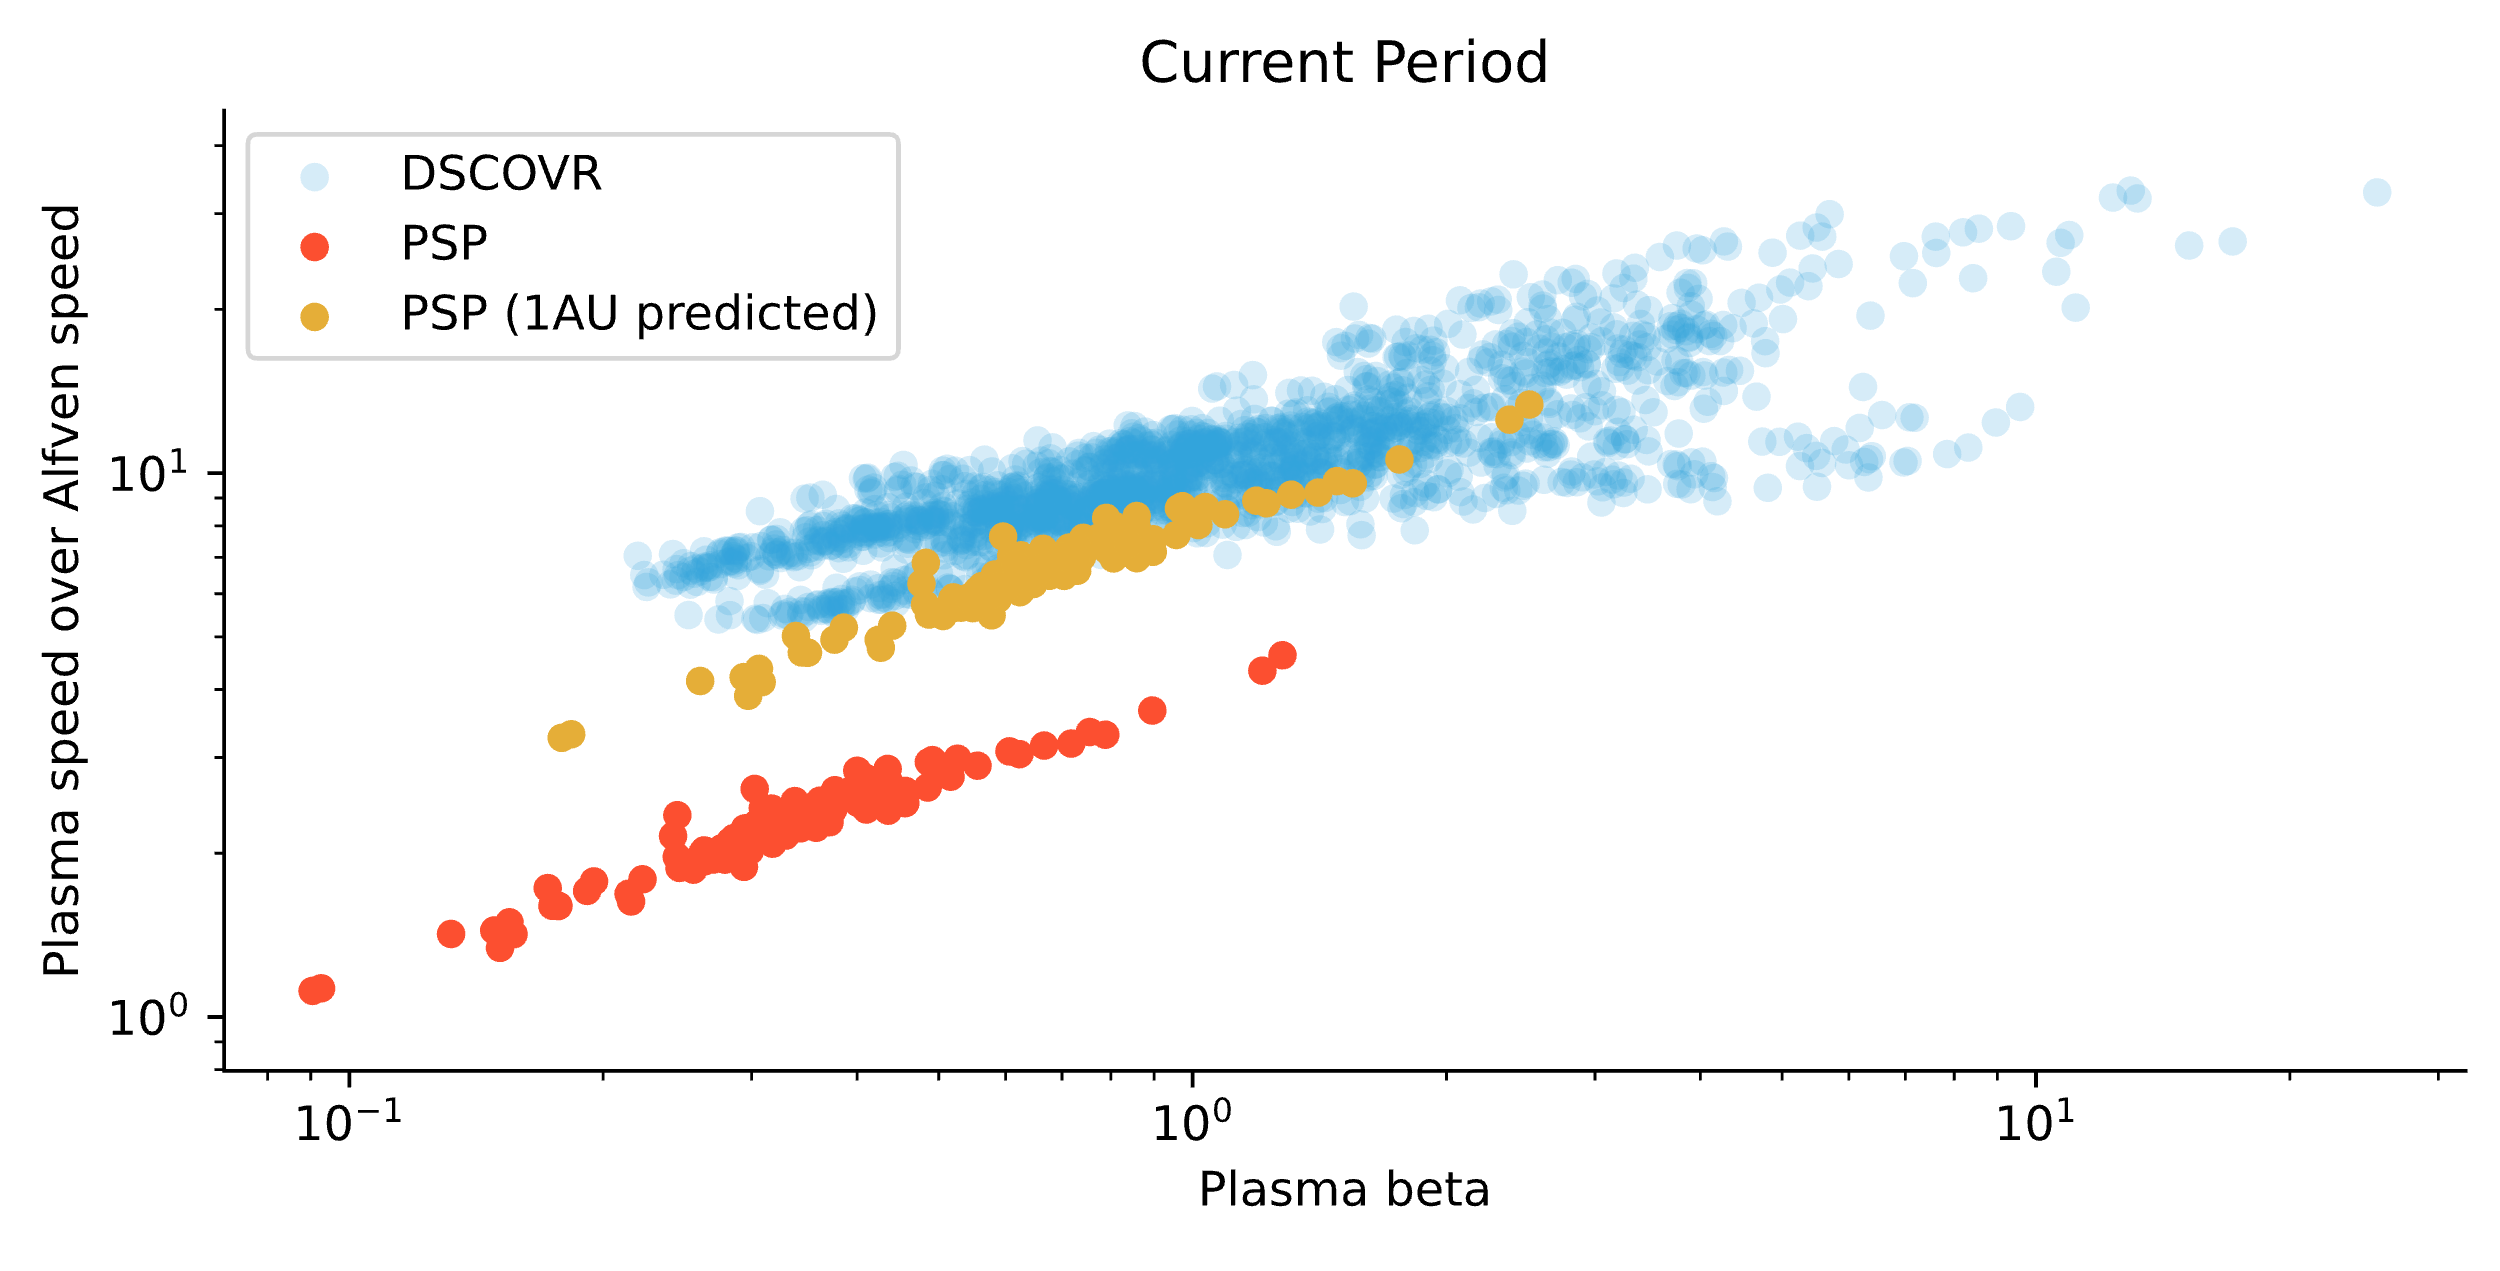 Current Period
DSCOVR
PSP
PSP (1AU predicted)
Plasma speed over Alfven speed
10¹
10⁰
10⁻¹
10⁰
10¹
Plasma beta